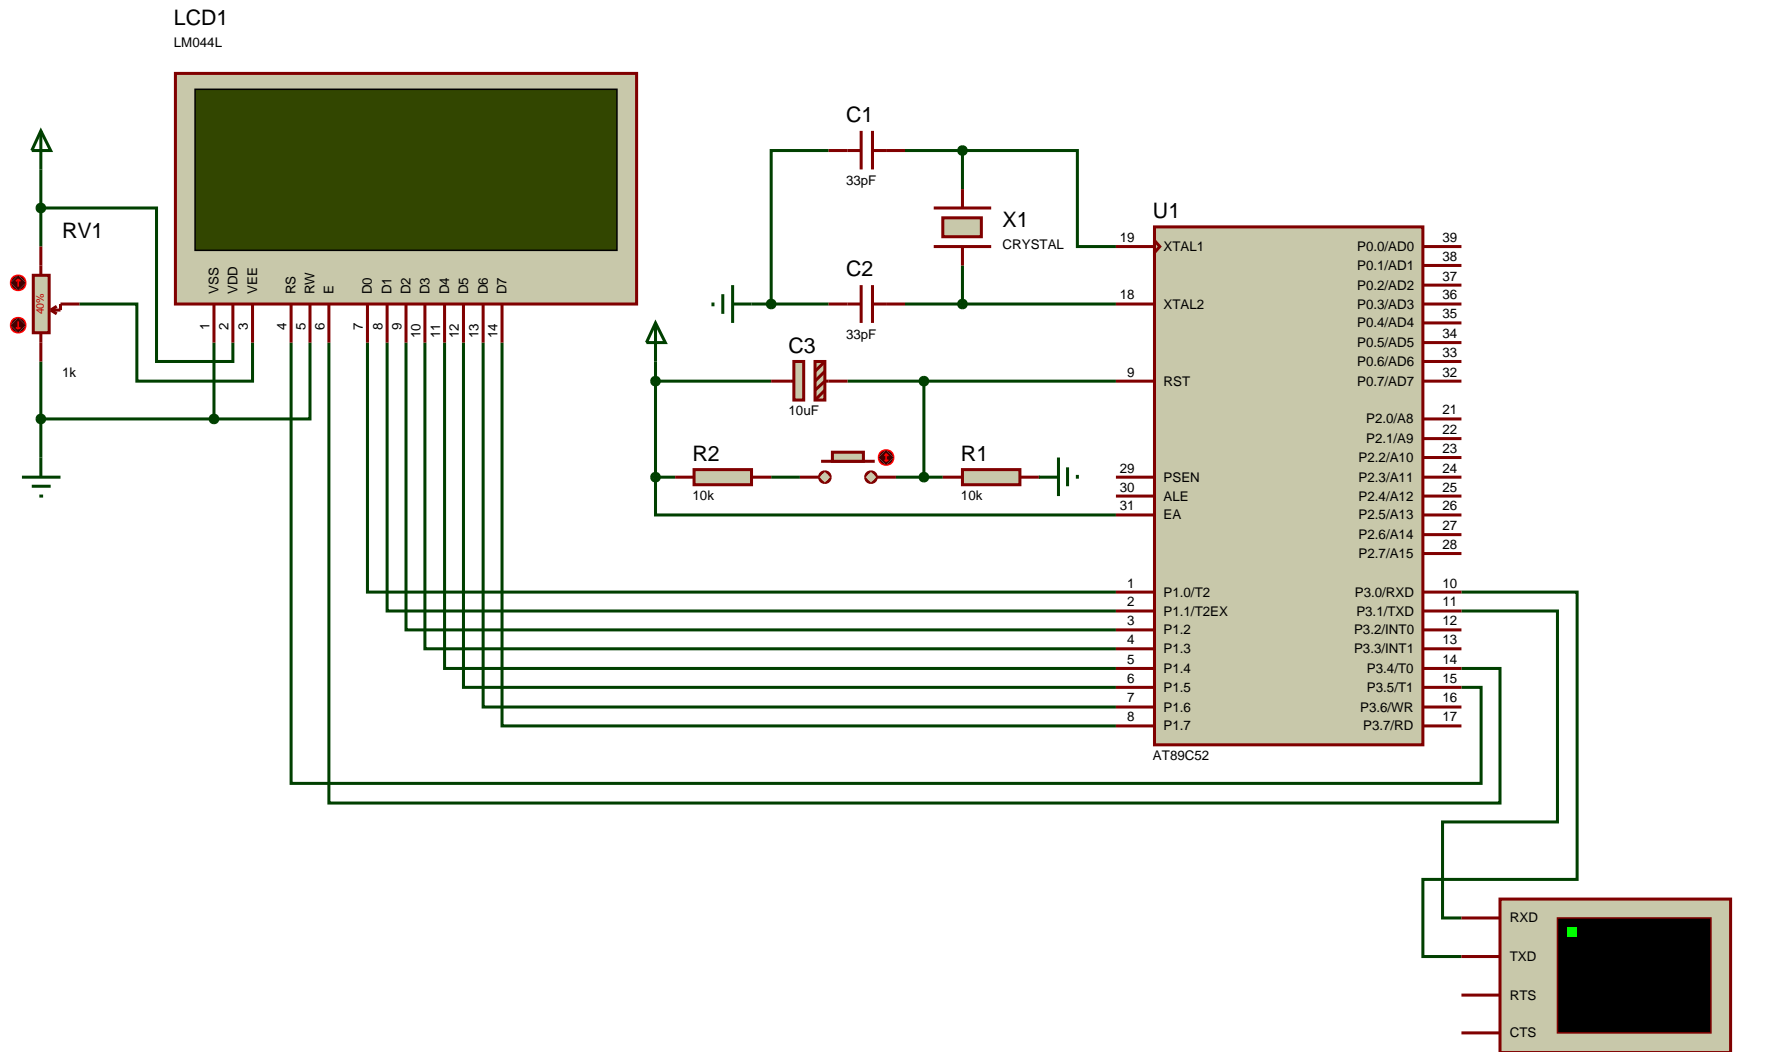 LCD1
LM044L
RV1
40%
1k
VSS
VDD
VEE
RS
RW
E
D0
D1
D2
D3
D4
D5
D6
D7
1
2
3
4
5
6
7
8
9
10
11
12
13
14
C1
33pF
X1
CRYSTAL
C2
33pF
C3
10uF
R2
10k
R1
10k
U1
19 XTAL1
18 XTAL2
9 RST
29 PSEN
30 ALE
31 EA
1 P1.0/T2
2 P1.1/T2EX
3 P1.2
4 P1.3
5 P1.4
6 P1.5
7 P1.6
8 P1.7
P0.0/AD0 39
P0.1/AD1 38
P0.2/AD2 37
P0.3/AD3 36
P0.4/AD4 35
P0.5/AD5 34
P0.6/AD6 33
P0.7/AD7 32
P2.0/A8 21
P2.1/A9 22
P2.2/A10 23
P2.3/A11 24
P2.4/A12 25
P2.5/A13 26
P2.6/A14 27
P2.7/A15 28
P3.0/RXD 10
P3.1/TXD 11
P3.2/INT0 12
P3.3/INT1 13
P3.4/T0 14
P3.5/T1 15
P3.6/WR 16
P3.7/RD 17
AT89C52
RXD
TXD
RTS
CTS